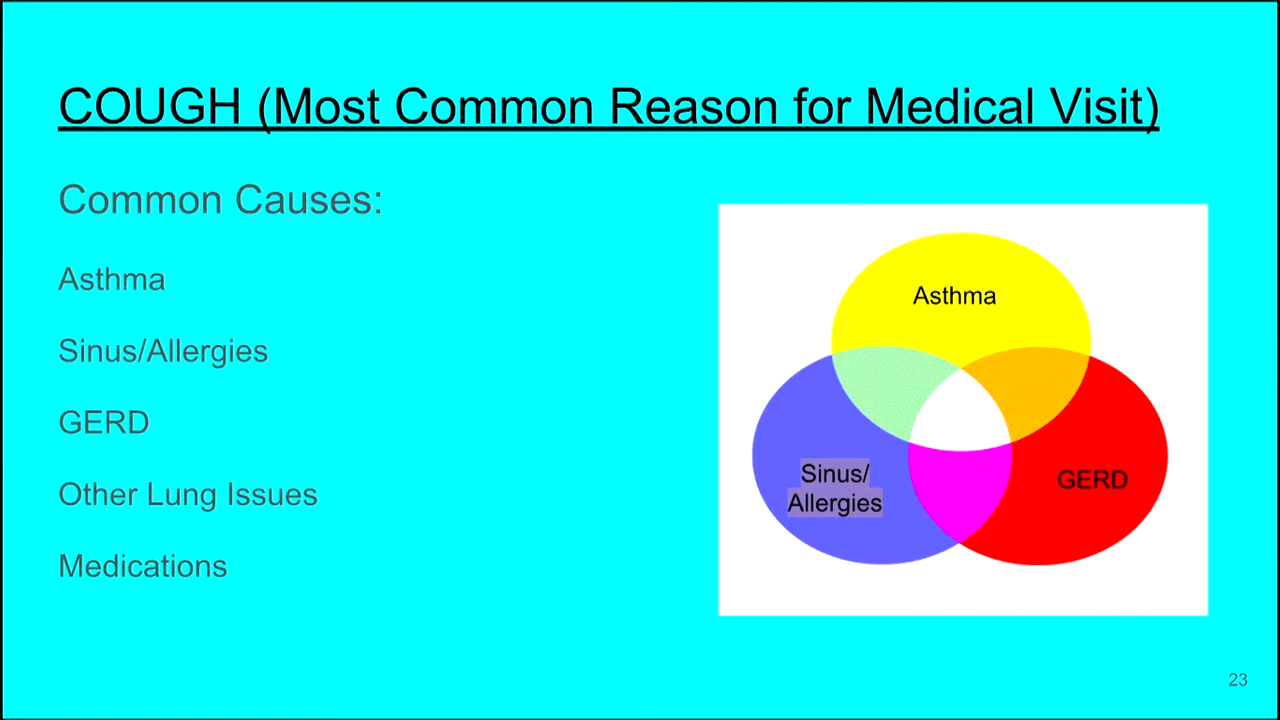 COUGH (Most Common Reason for Medical Visit)
Common Causes:
Asthma
Sinus/Allergies
GERD
Other Lung Issues
Medications
Asthma
Sinus/
Allergies
GERD
23